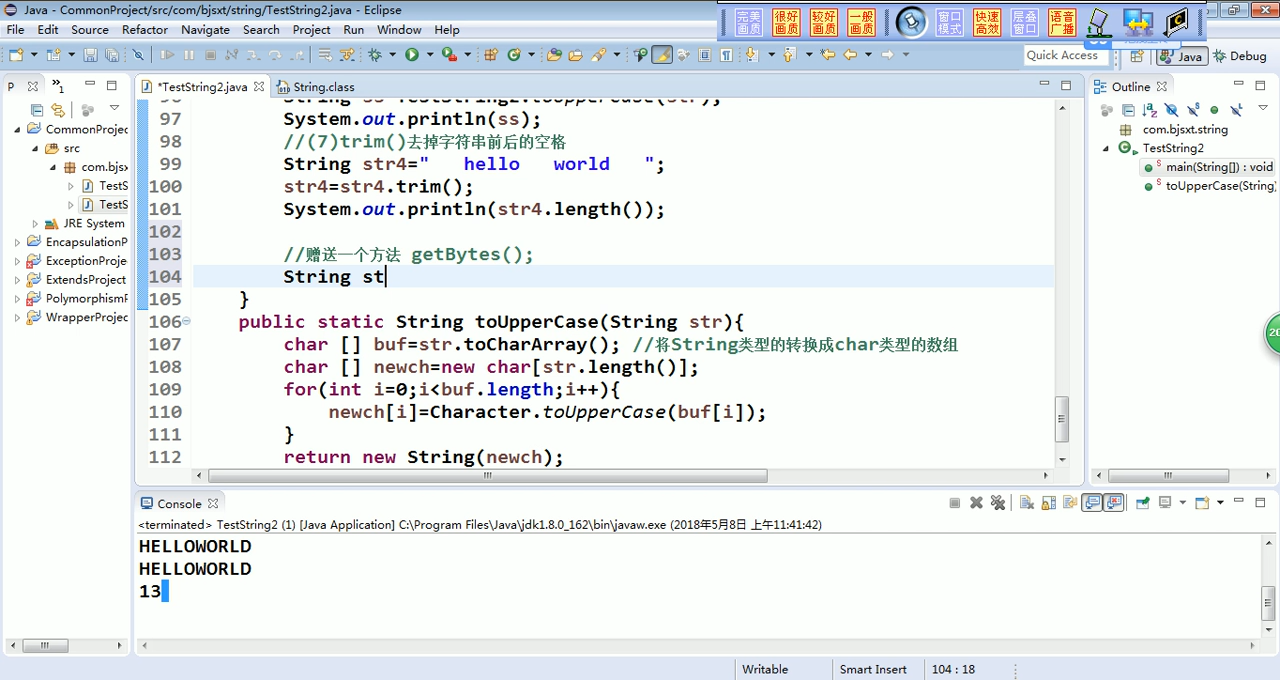 Java - CommonProject/src/com/bjsxt/string/TestString2.java - Eclipse
完美画质 很好画质 较好画质 一般画质 窗口模式 快速高效 层叠窗口 语音广播
File Edit Source Refactor Navigate Search Project Run Window Help
Quick Access Java Debug
P »1 *TestString2.java String.class Outline
CommonProjec
src
com.bjsx
TestS
TestS
JRE System
EncapsulationP
ExceptionProje
ExtendsProject
PolymorphismP
WrapperProjec
97 System.out.println(ss);
98 //(7)trim()去掉字符串前后的空格
99 String str4="   hello   world   ";
100 str4=str4.trim();
101 System.out.println(str4.length());
102
103 //赠送一个方法 getBytes();
104 String st
105 }
106 public static String toUpperCase(String str){
107 char [] buf=str.toCharArray(); //将String类型的转换成char类型的数组
108 char [] newch=new char[str.length()];
109 for(int i=0;i<buf.length;i++){
110 newch[i]=Character.toUpperCase(buf[i]);
111 }
112 return new String(newch);
com.bjsxt.string
TestString2
main(String[]) : void
toUpperCase(String)
20
Console
<terminated> TestString2 (1) [Java Application] C:\Program Files\Java\jdk1.8.0_162\bin\javaw.exe (2018年5月8日 上午11:41:42)
HELLOWORLD
HELLOWORLD
13
Writable Smart Insert 104 : 18